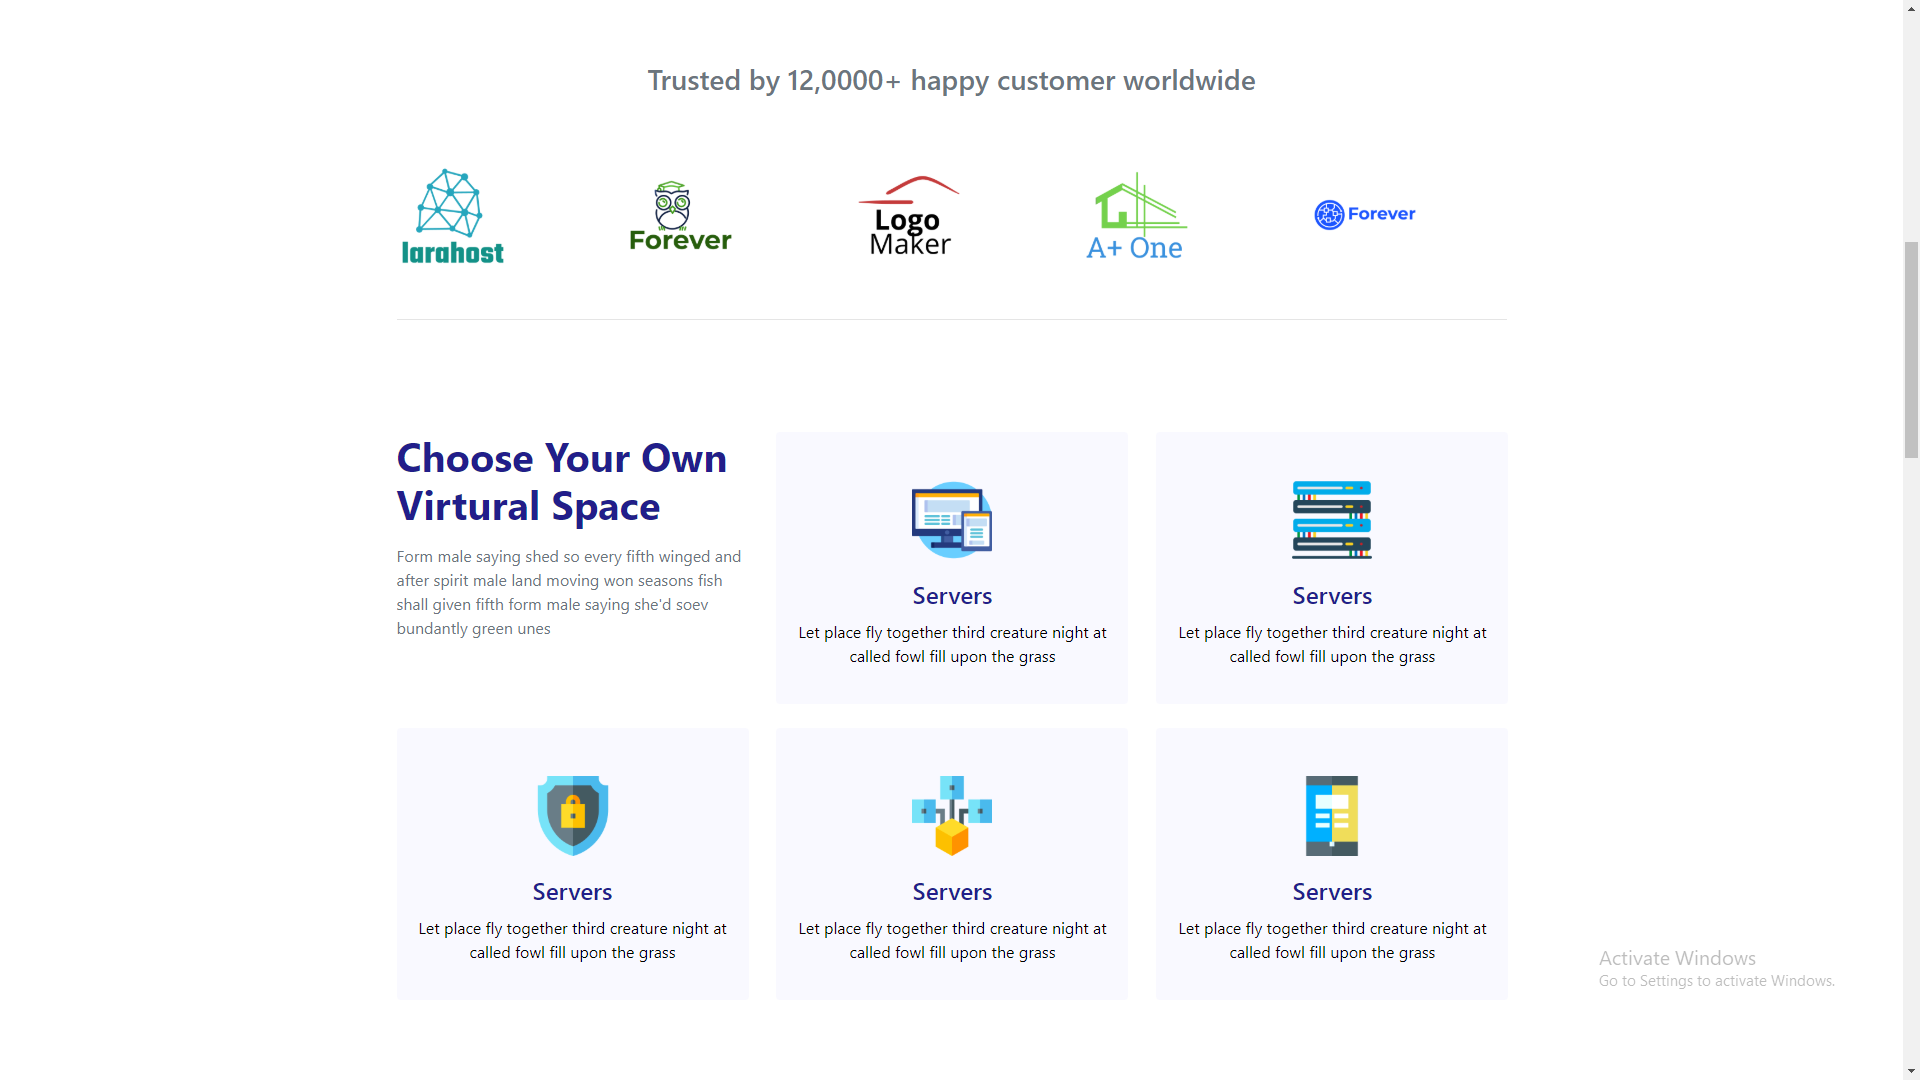 Trusted by 12,0000+ happy customer worldwide
larahost
Forever
Logo
Maker
A+ One
Forever
Choose Your Own
Virtural Space
Form male saying shed so every fifth winged and
after spirit male land moving won seasons fish
shall given fifth form male saying she'd soev
bundantly green unes
Servers
Let place fly together third creature night at
called fowl fill upon the grass
Servers
Let place fly together third creature night at
called fowl fill upon the grass
Servers
Let place fly together third creature night at
called fowl fill upon the grass
Servers
Let place fly together third creature night at
called fowl fill upon the grass
Servers
Let place fly together third creature night at
called fowl fill upon the grass
Activate Windows
Go to Settings to activate Windows.